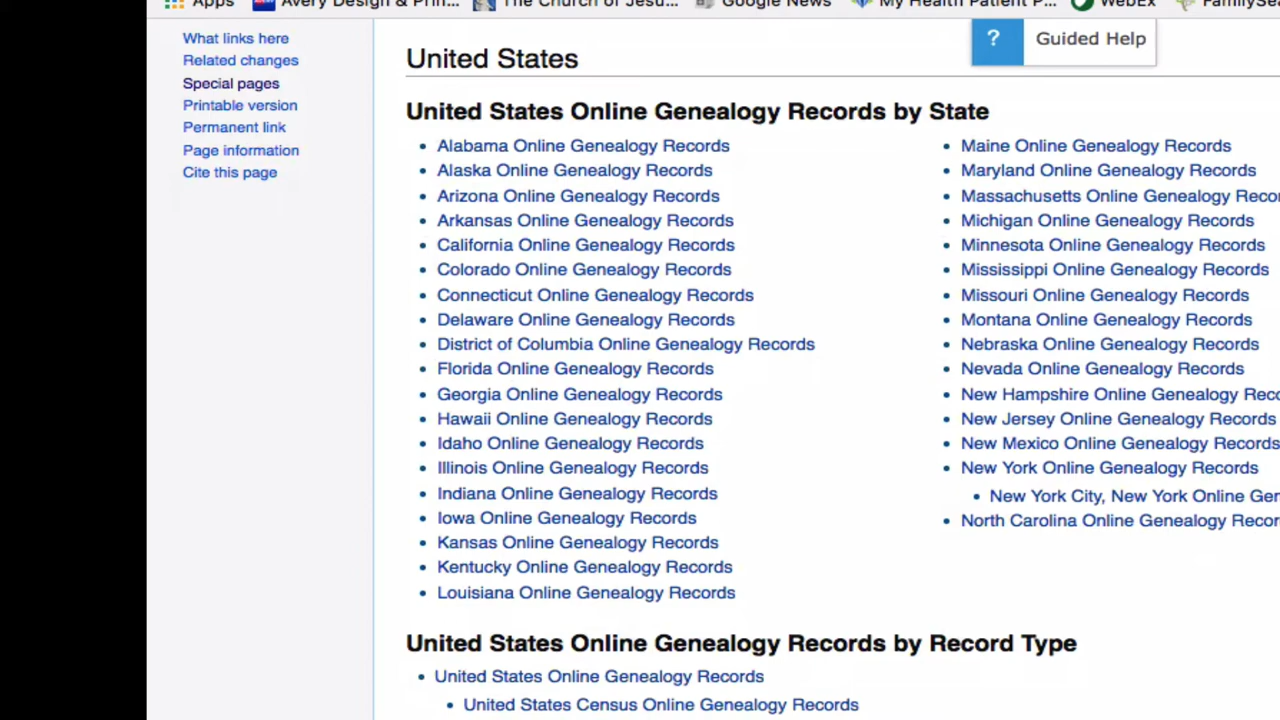 Apps
Avery Design & Prin...
The Church of Jesu...
Google News
My Health Patient P...
WebEx
FamilySea
What links here
Related changes
Special pages
Printable version
Permanent link
Page information
Cite this page
? Guided Help
United States
United States Online Genealogy Records by State
Alabama Online Genealogy Records
Alaska Online Genealogy Records
Arizona Online Genealogy Records
Arkansas Online Genealogy Records
California Online Genealogy Records
Colorado Online Genealogy Records
Connecticut Online Genealogy Records
Delaware Online Genealogy Records
District of Columbia Online Genealogy Records
Florida Online Genealogy Records
Georgia Online Genealogy Records
Hawaii Online Genealogy Records
Idaho Online Genealogy Records
Illinois Online Genealogy Records
Indiana Online Genealogy Records
Iowa Online Genealogy Records
Kansas Online Genealogy Records
Kentucky Online Genealogy Records
Louisiana Online Genealogy Records
Maine Online Genealogy Records
Maryland Online Genealogy Records
Massachusetts Online Genealogy Recor
Michigan Online Genealogy Records
Minnesota Online Genealogy Records
Mississippi Online Genealogy Records
Missouri Online Genealogy Records
Montana Online Genealogy Records
Nebraska Online Genealogy Records
Nevada Online Genealogy Records
New Hampshire Online Genealogy Reco
New Jersey Online Genealogy Records
New Mexico Online Genealogy Records
New York Online Genealogy Records
New York City, New York Online Gen
North Carolina Online Genealogy Recor
United States Online Genealogy Records by Record Type
United States Online Genealogy Records
United States Census Online Genealogy Records